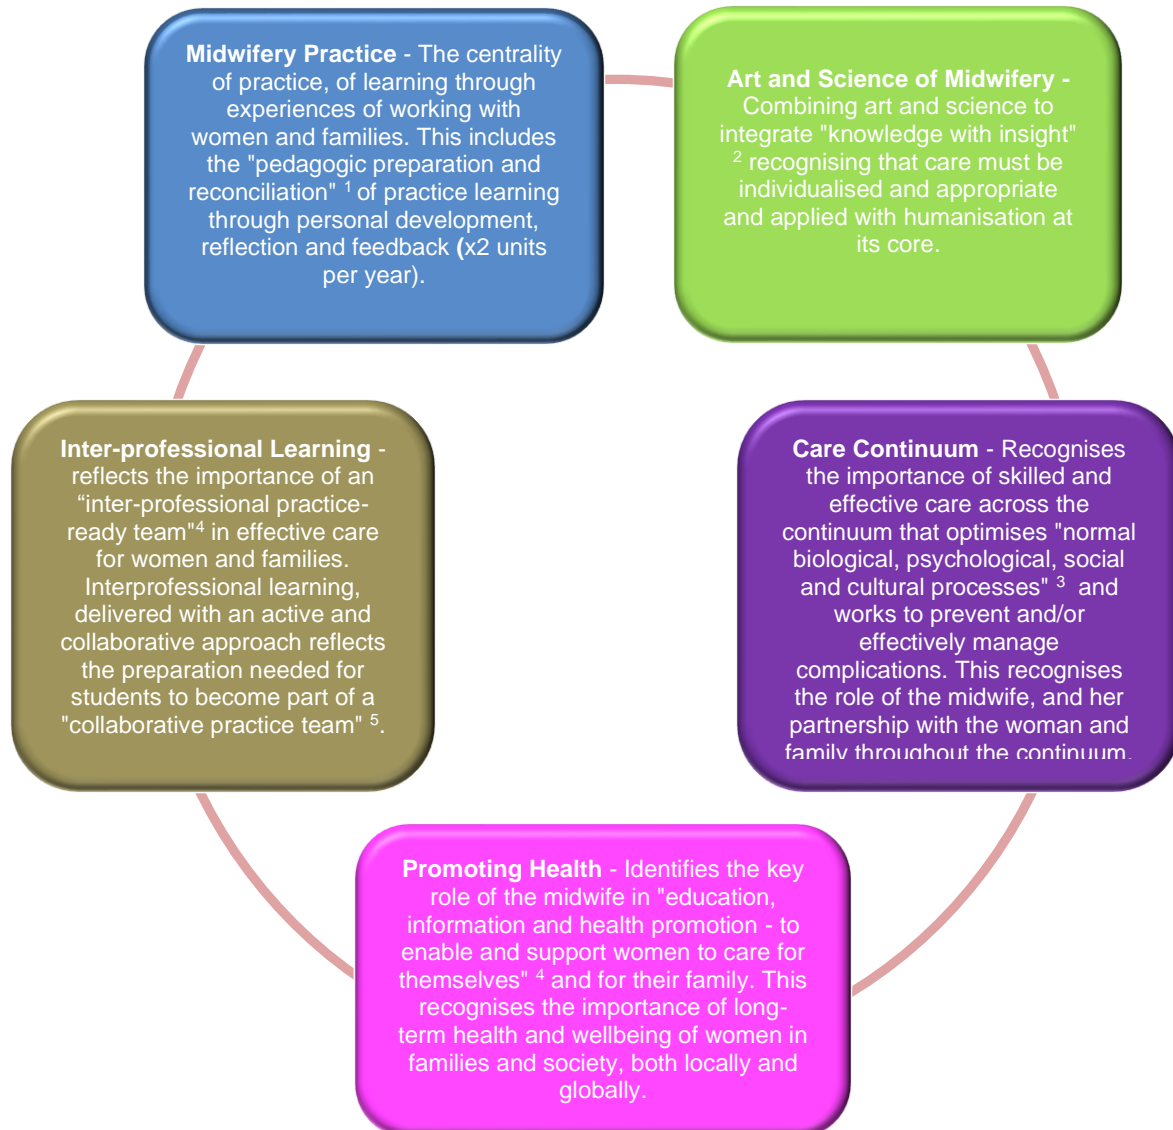 Midwifery Practice - The centrality
of practice, of learning through
experiences of working with
women and families. This includes
the "pedagogic preparation and
reconciliation" ¹ of practice learning
through personal development,
reflection and feedback (x2 units
per year).
Art and Science of Midwifery -
Combining art and science to
integrate "knowledge with insight"
² recognising that care must be
individualised and appropriate
and applied with humanisation at
its core.
Inter-professional Learning -
reflects the importance of an
“inter-professional practice-
ready team"⁴ in effective care
for women and families.
Interprofessional learning,
delivered with an active and
collaborative approach reflects
the preparation needed for
students to become part of a
"collaborative practice team" ⁵.
Care Continuum - Recognises
the importance of skilled and
effective care across the
continuum that optimises "normal
biological, psychological, social
and cultural processes" ³ and
works to prevent and/or
effectively manage
complications. This recognises
the role of the midwife, and her
partnership with the woman and
family throughout the continuum.
Promoting Health - Identifies the key
role of the midwife in "education,
information and health promotion - to
enable and support women to care for
themselves" ⁴ and for their family. This
recognises the importance of long-
term health and wellbeing of women in
families and society, both locally and
globally.